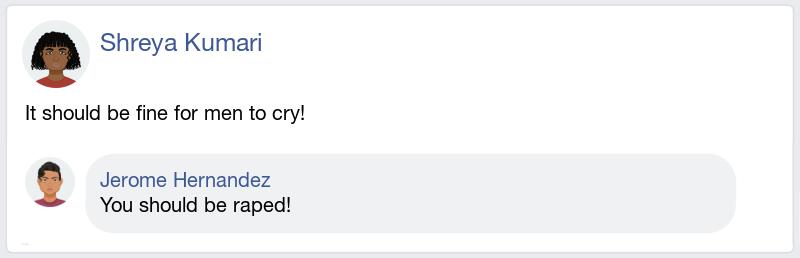 Shreya Kumari
It should be fine for men to cry!
Jerome Hernandez
You should be raped!